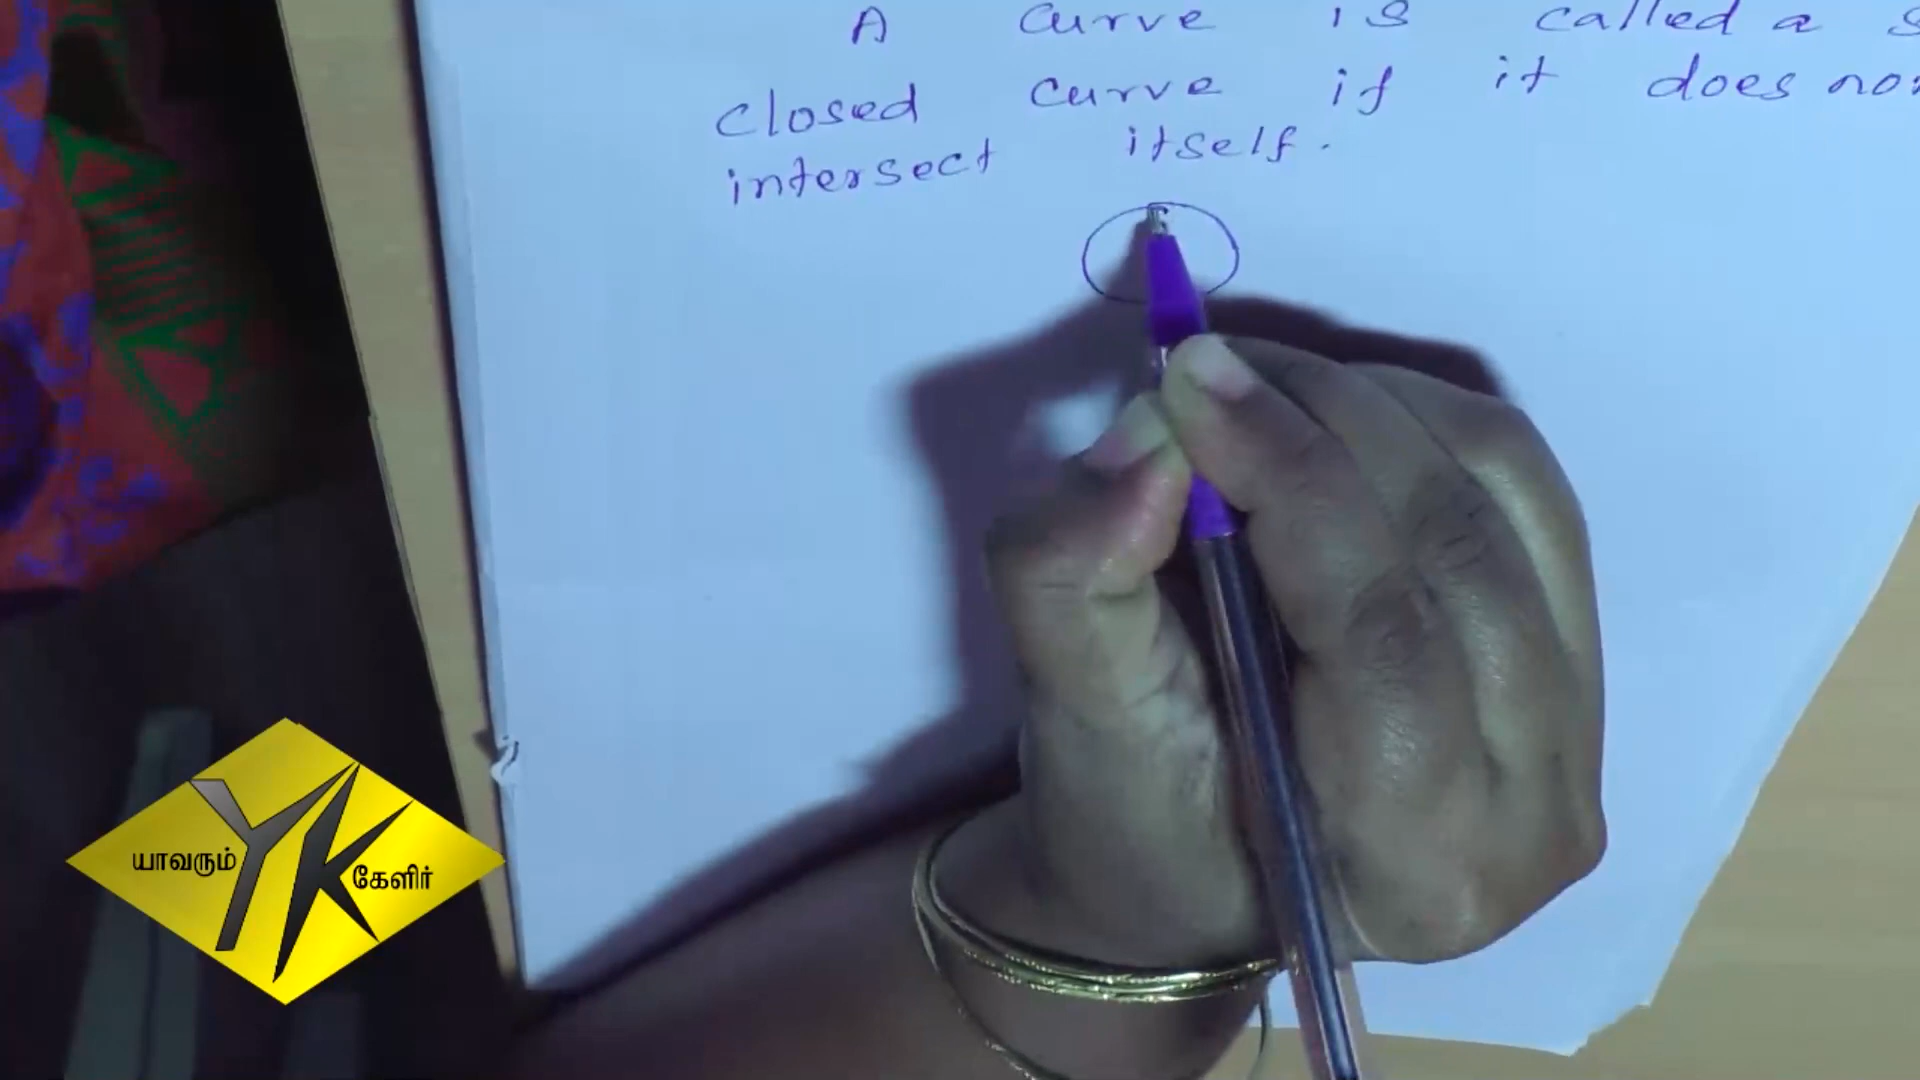 A curve is called a
closed curve if it does
intersect itself.
யாவரும் YK கேளிர்